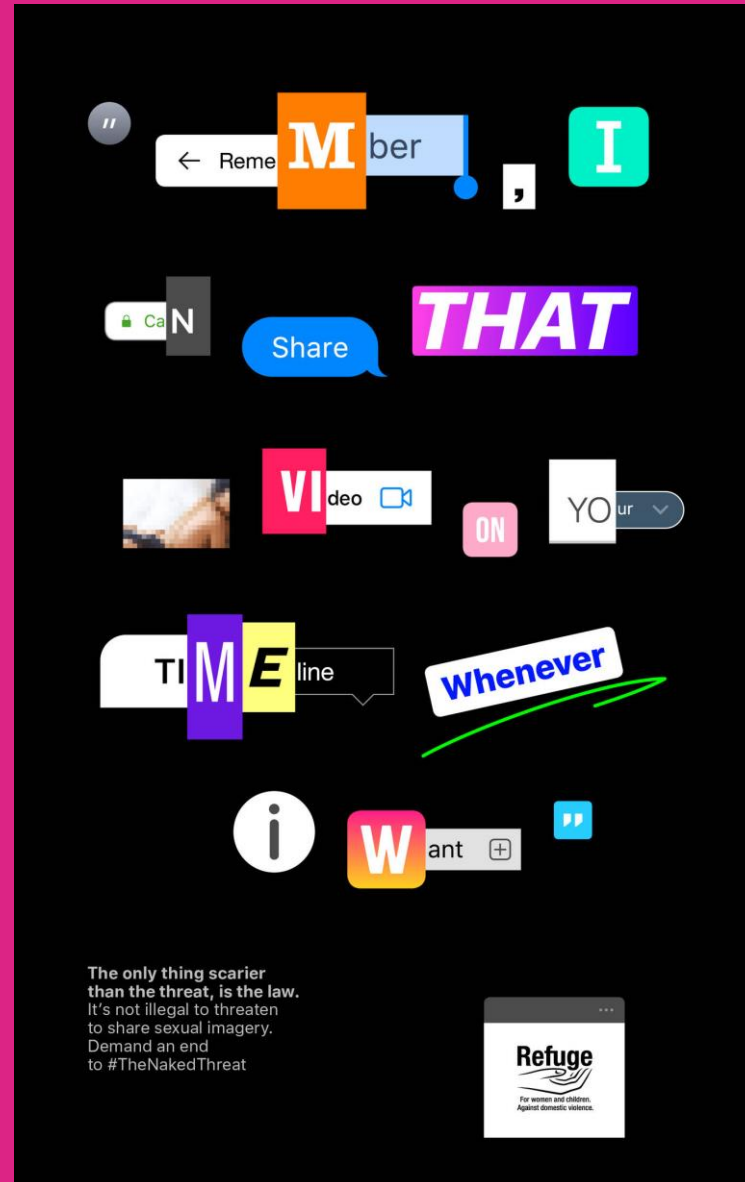 " RemeMber, I
CaN Share THAT
VIdeo ON YOur
TIMEline Whenever
i Want "
The only thing scarier
than the threat, is the law.
It's not illegal to threaten
to share sexual imagery.
Demand an end
to #TheNakedThreat
Refuge
For women and children.
Against domestic violence.